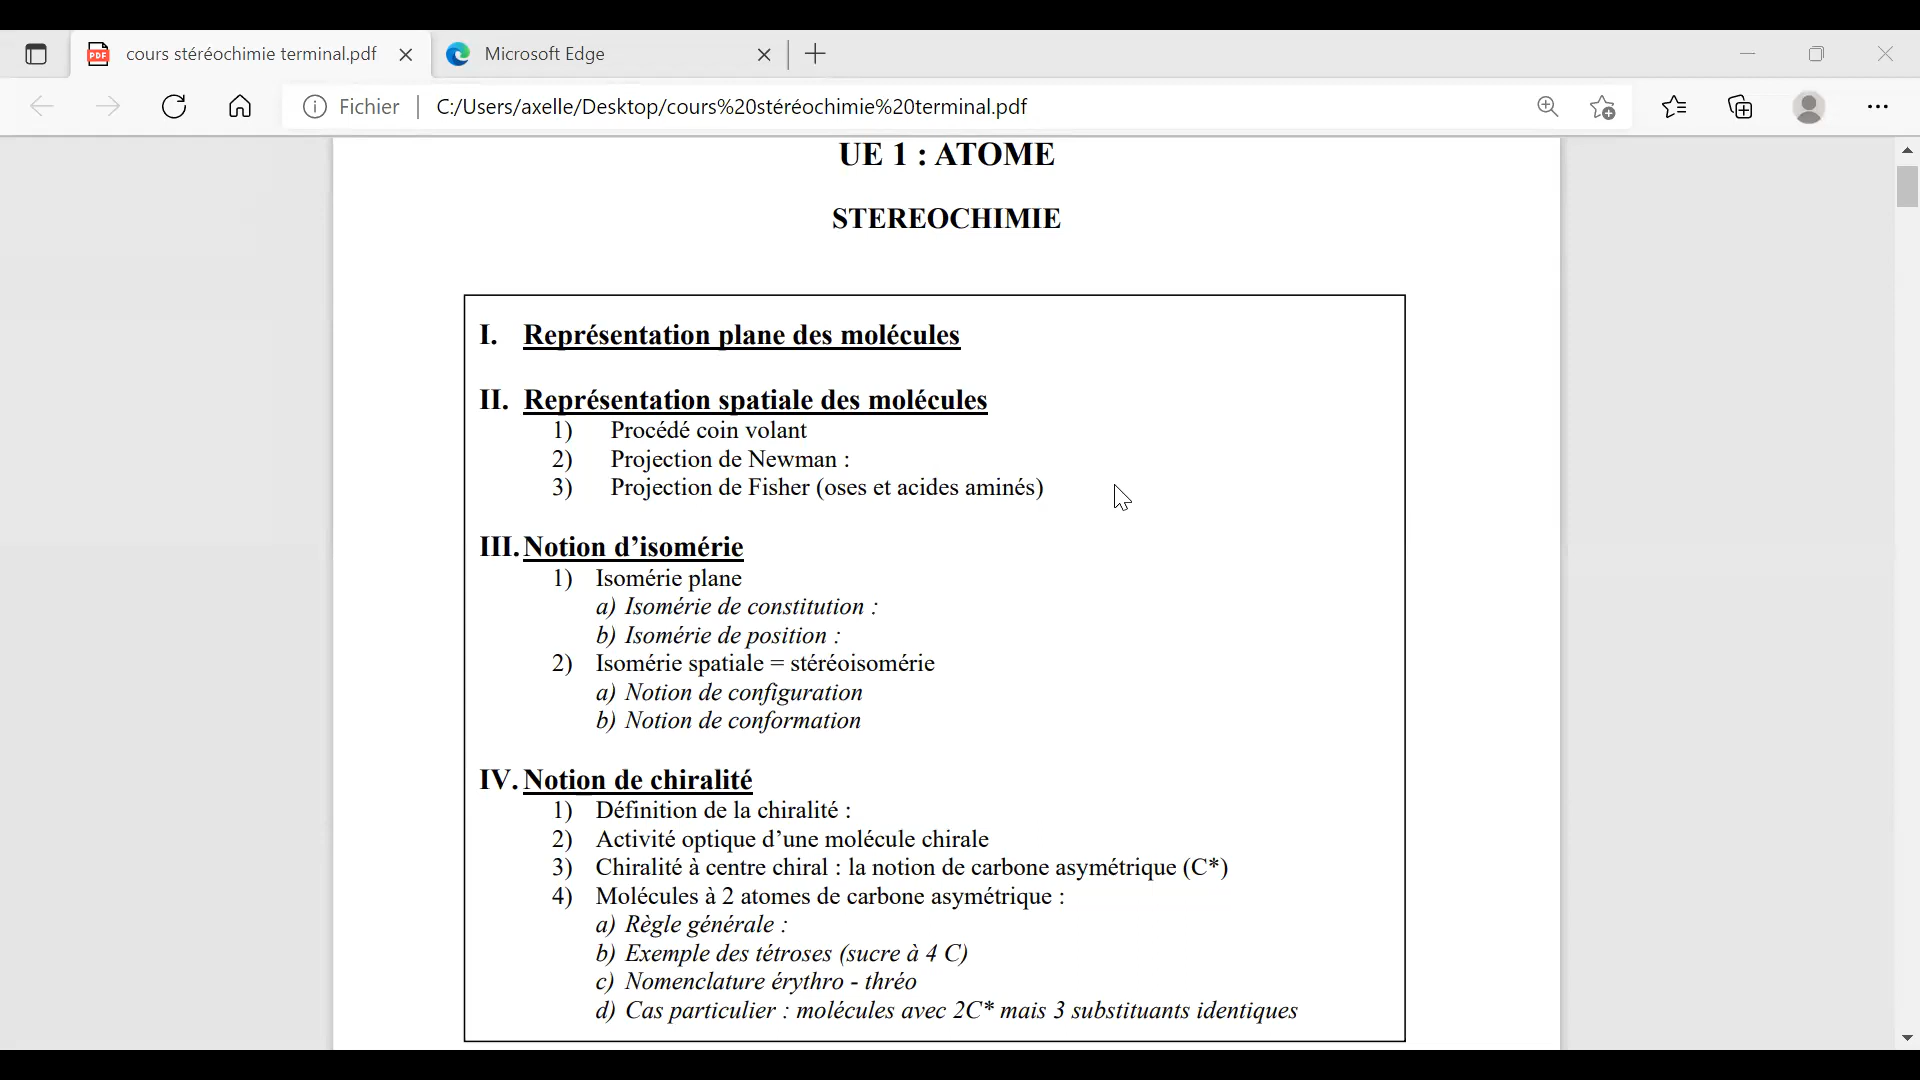 cours stéréochimie terminal.pdf
Microsoft Edge
Fichier
C:/Users/axelle/Desktop/cours%20stéréochimie%20terminal.pdf
UE 1 : ATOME
STEREOCHIMIE
I. Représentation plane des molécules
II. Représentation spatiale des molécules
1) Procédé coin volant
2) Projection de Newman :
3) Projection de Fisher (oses et acides aminés)
III. Notion d’isomérie
1) Isomérie plane
a) Isomérie de constitution :
b) Isomérie de position :
2) Isomérie spatiale = stéréoisomérie
a) Notion de configuration
b) Notion de conformation
IV. Notion de chiralité
1) Définition de la chiralité :
2) Activité optique d’une molécule chirale
3) Chiralité à centre chiral : la notion de carbone asymétrique (C*)
4) Molécules à 2 atomes de carbone asymétrique :
a) Règle générale :
b) Exemple des tétroses (sucre à 4 C)
c) Nomenclature érythro - thréo
d) Cas particulier : molécules avec 2C* mais 3 substituants identiques